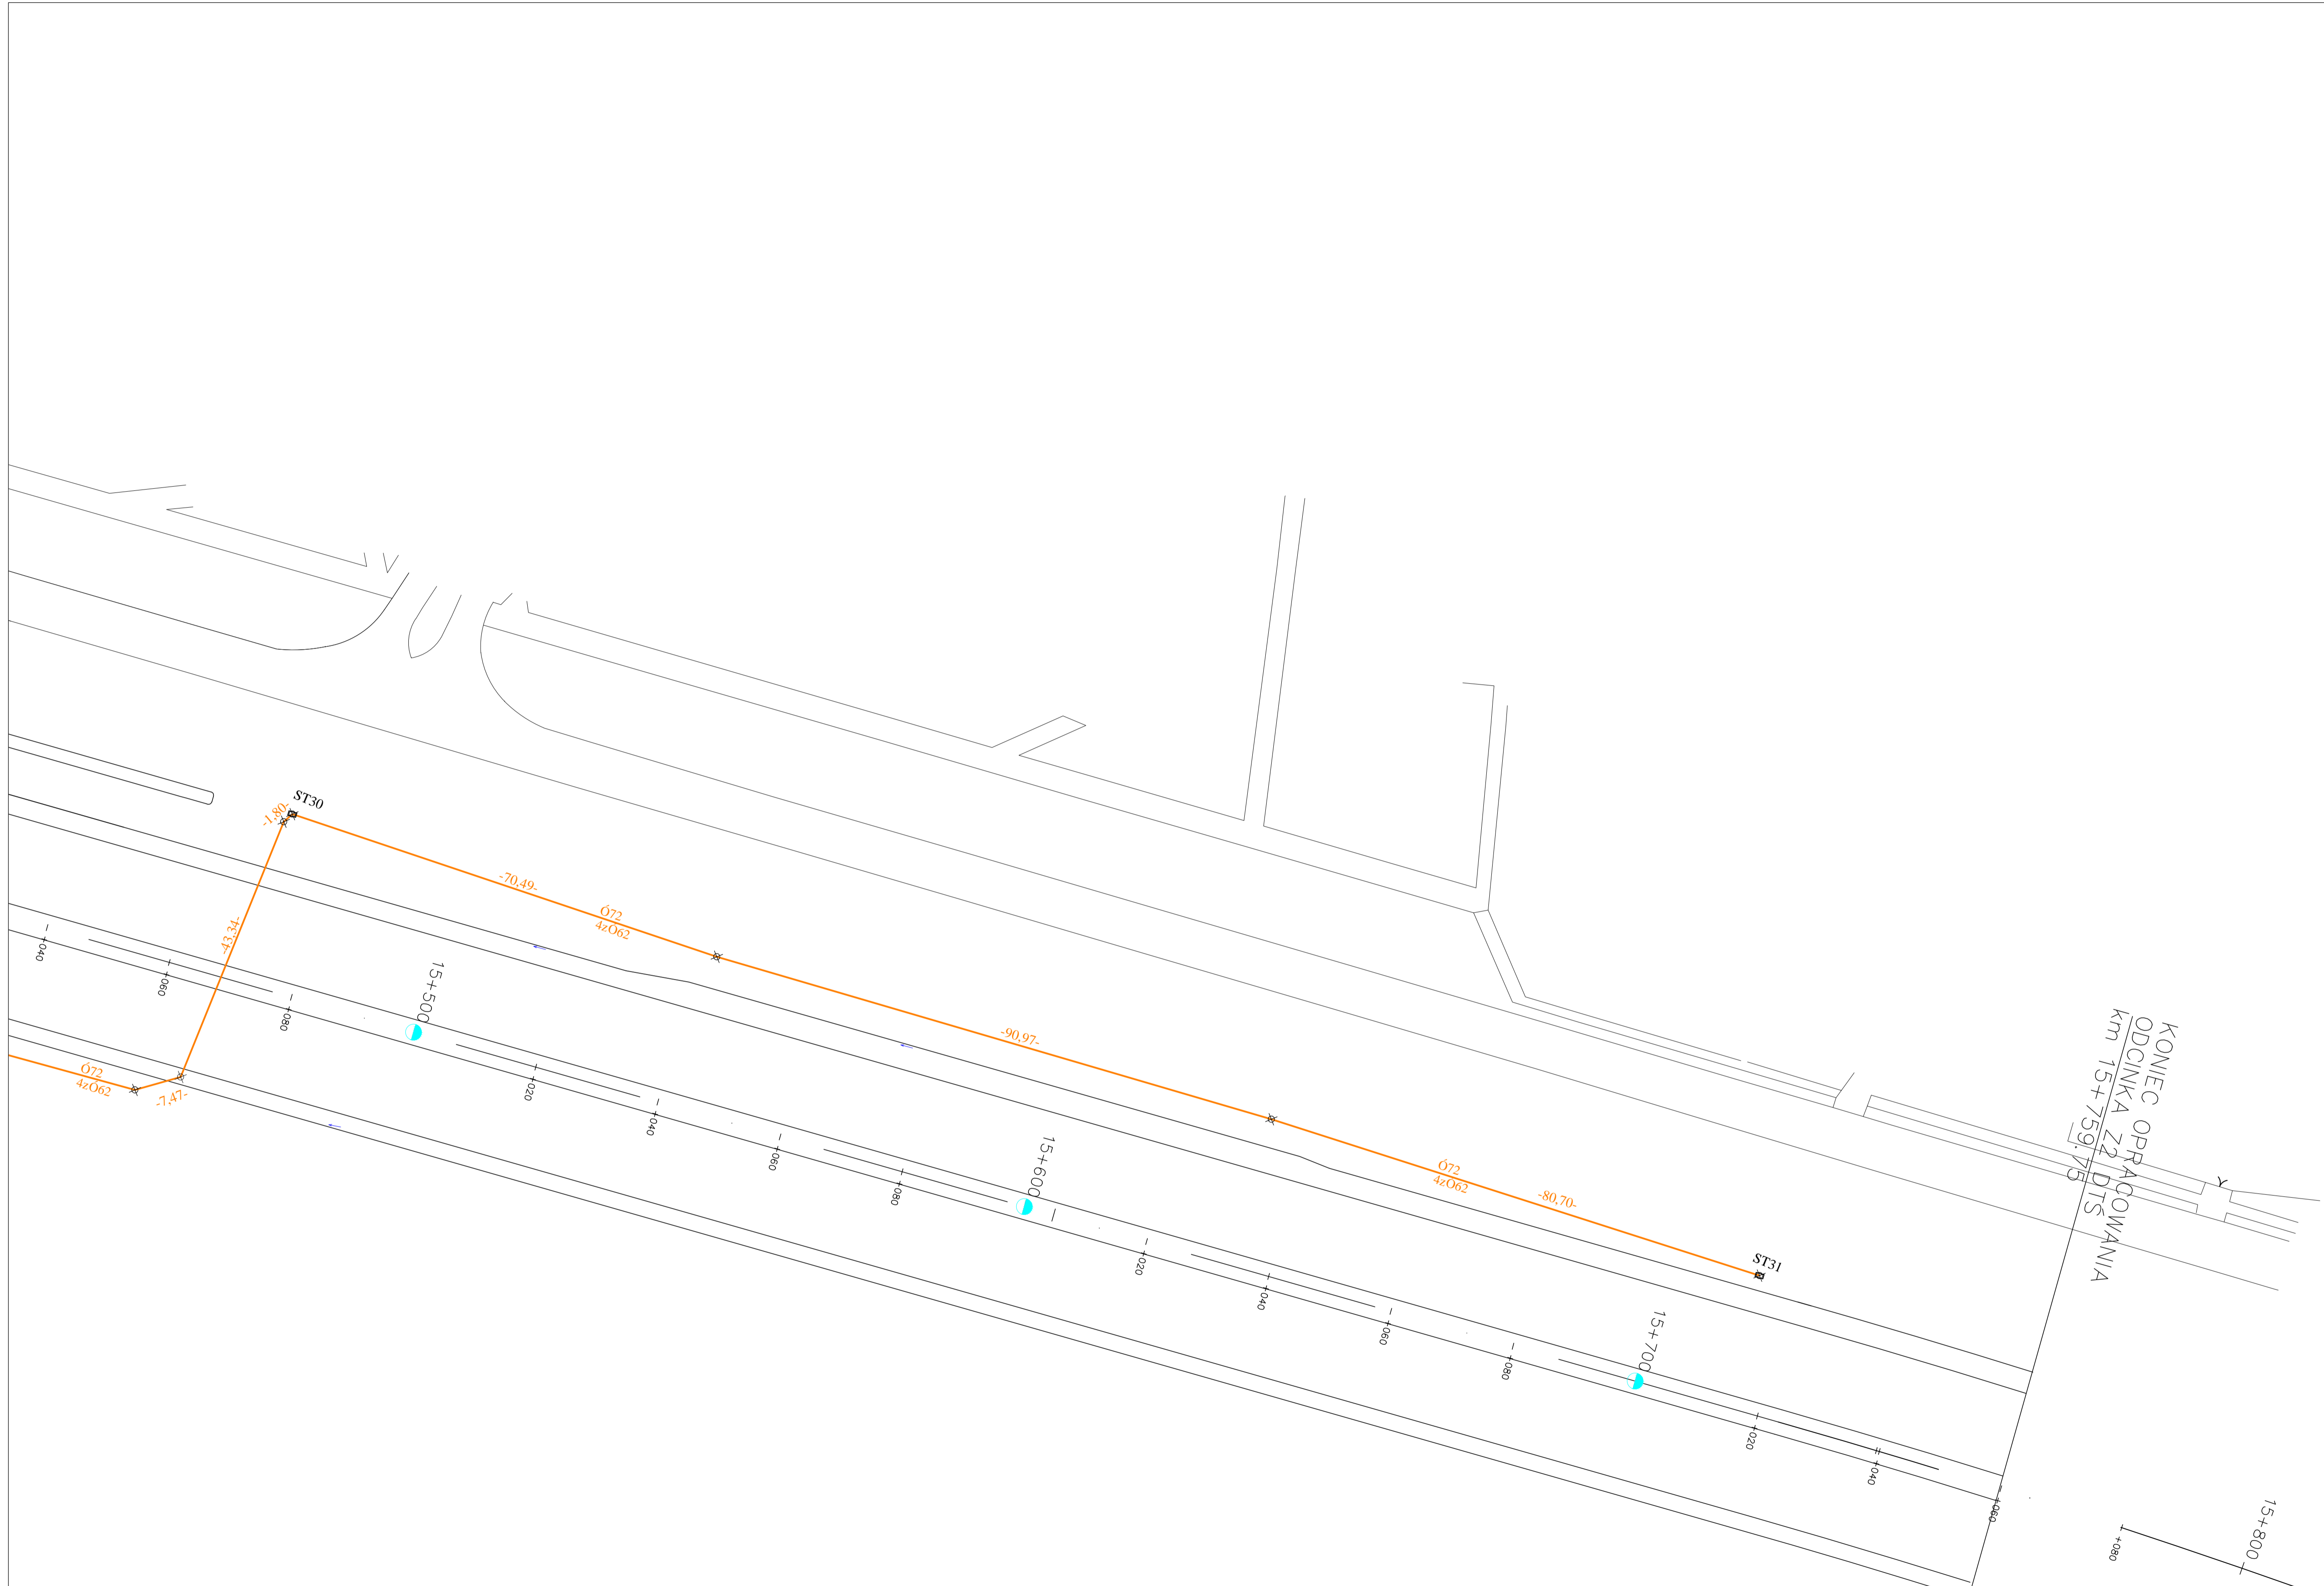 ST30
-1,80-
-70,49-
Ó72
4zÓ62
-43,34-
+040
+060
+080
15+500
Ó72
4zÓ62
-7,47-
-90,97-
+020
+040
+060
+080
15+600
Ó72
4zÓ62
-80,70-
ST31
+020
+040
+060
+080
15+700
+020
+040
+060
KONIEC OPRACOWANIA
ODCINKA Z2 DTŚ
km 15+759.75
Y
+080
15+800